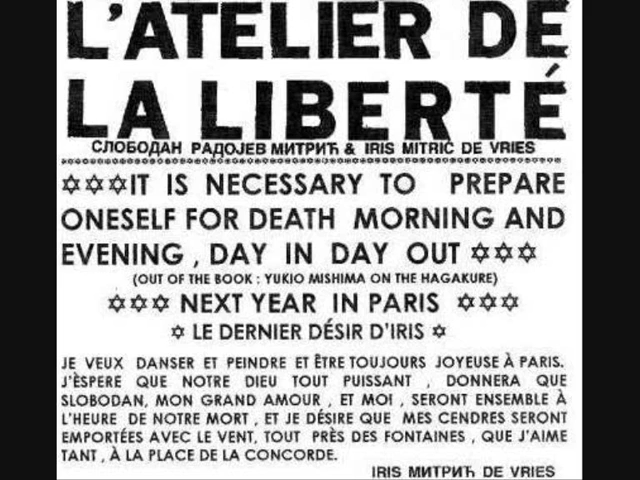 L'ATELIER DE
LA LIBERTÉ
СЛОБОДАН РАДОЈЕВ МИТРИЋ & IRIS MITRIĆ DE VRIES
✡✡✡IT IS NECESSARY TO PREPARE
ONESELF FOR DEATH MORNING AND
EVENING , DAY IN DAY OUT ✡✡✡
(OUT OF THE BOOK : YUKIO MISHIMA ON THE HAGAKURE)
✡✡✡ NEXT YEAR IN PARIS ✡✡✡
✡ LE DERNIER DÉSIR D'IRIS ✡
JE VEUX DANSER ET PEINDRE ET ÊTRE TOUJOURS JOYEUSE À PARIS.
J'ÈSPERE QUE NOTRE DIEU TOUT PUISSANT , DONNERA QUE
SLOBODAN, MON GRAND AMOUR , ET MOI , SERONT ENSEMBLE À
L'HEURE DE NOTRE MORT , ET JE DÉSIRE QUE MES CENDRES SERONT
EMPORTÉES AVEC LE VENT, TOUT PRÈS DES FONTAINES , QUE J'AIME
TANT , À LA PLACE DE LA CONCORDE.
IRIS МИТРИЋ DE VRIES